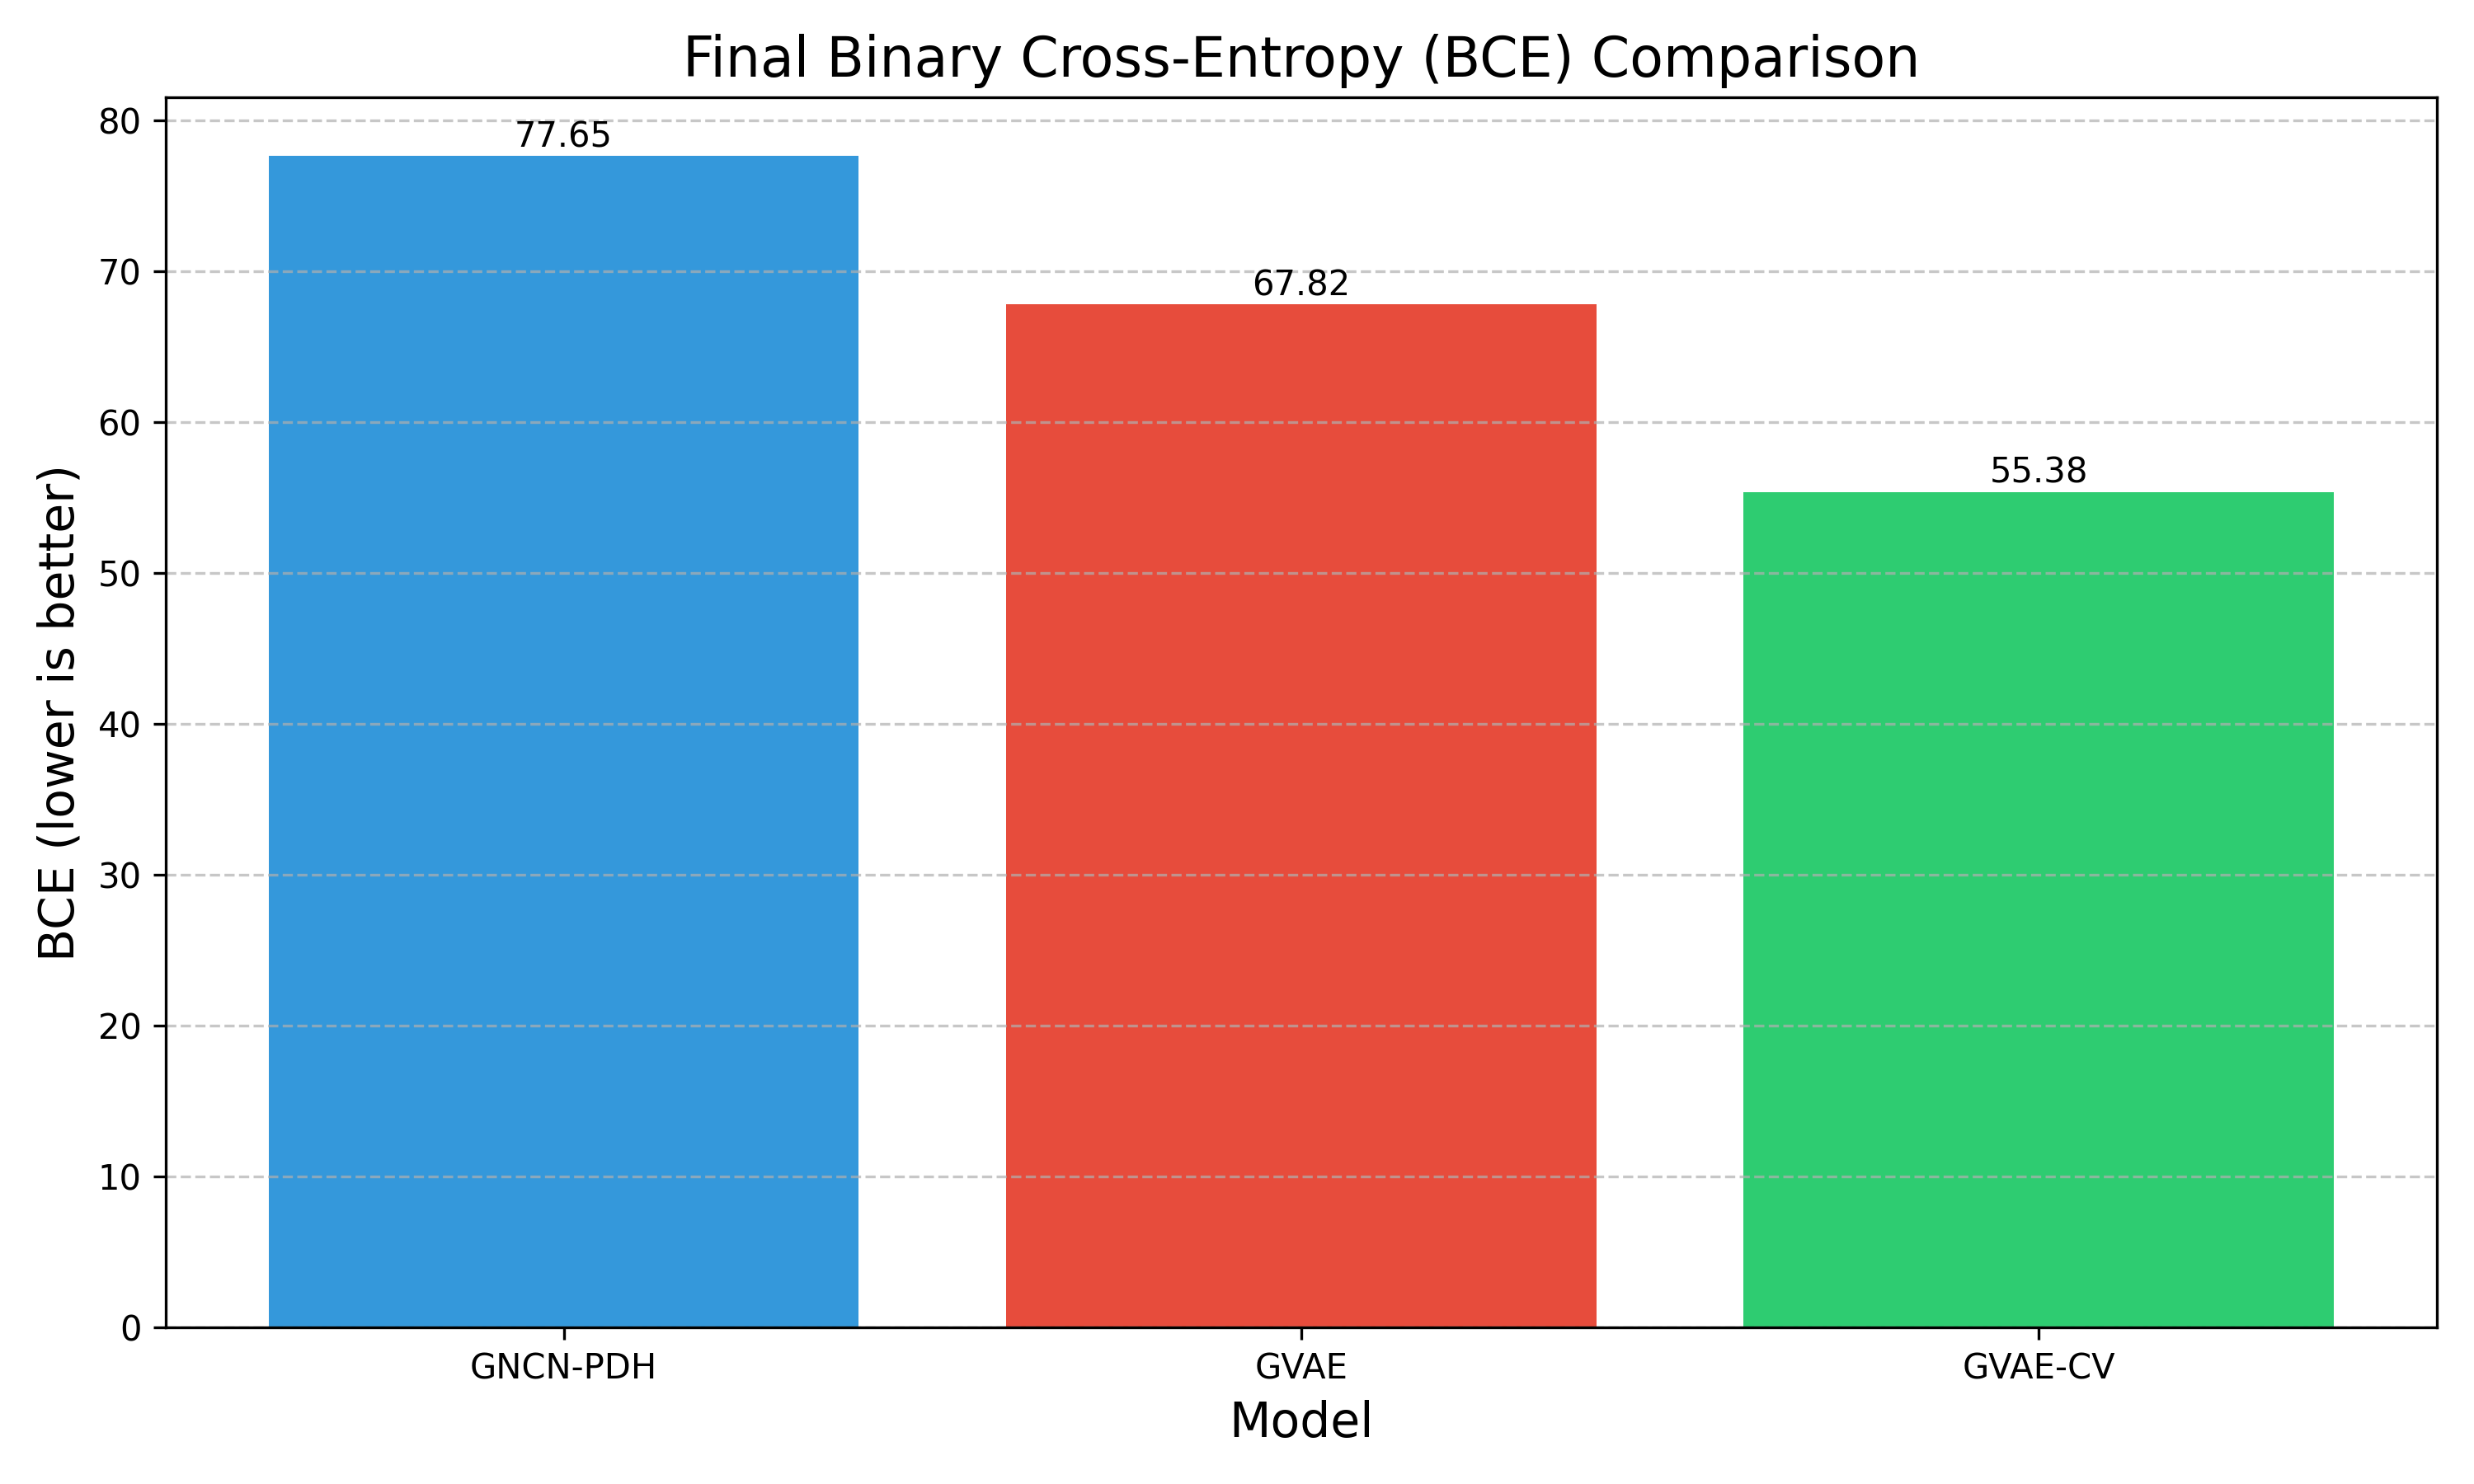 Final Binary Cross-Entropy (BCE) Comparison
BCE (lower is better)
80
70
60
50
40
30
20
10
0
77.65
67.82
55.38
GNCN-PDH
GVAE
GVAE-CV
Model